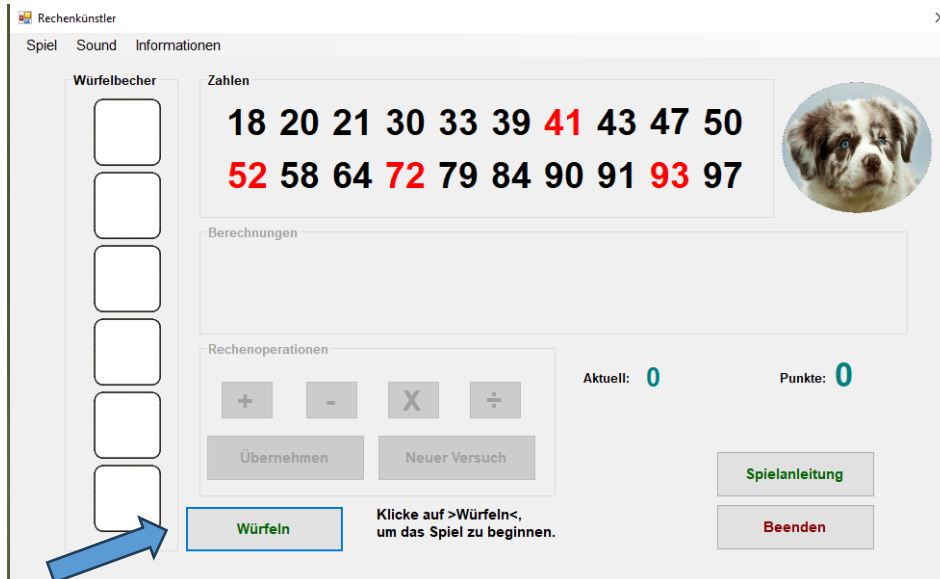 Rechenkünstler
Spiel Sound Informationen
Würfelbecher
Zahlen
18 20 21 30 33 39 41 43 47 50
52 58 64 72 79 84 90 91 93 97
Berechnungen
Rechenoperationen
+ - X ÷
Übernehmen Neuer Versuch
Aktuell: 0
Punkte: 0
Spielanleitung
Würfeln
Klicke auf >Würfeln<,
um das Spiel zu beginnen.
Beenden